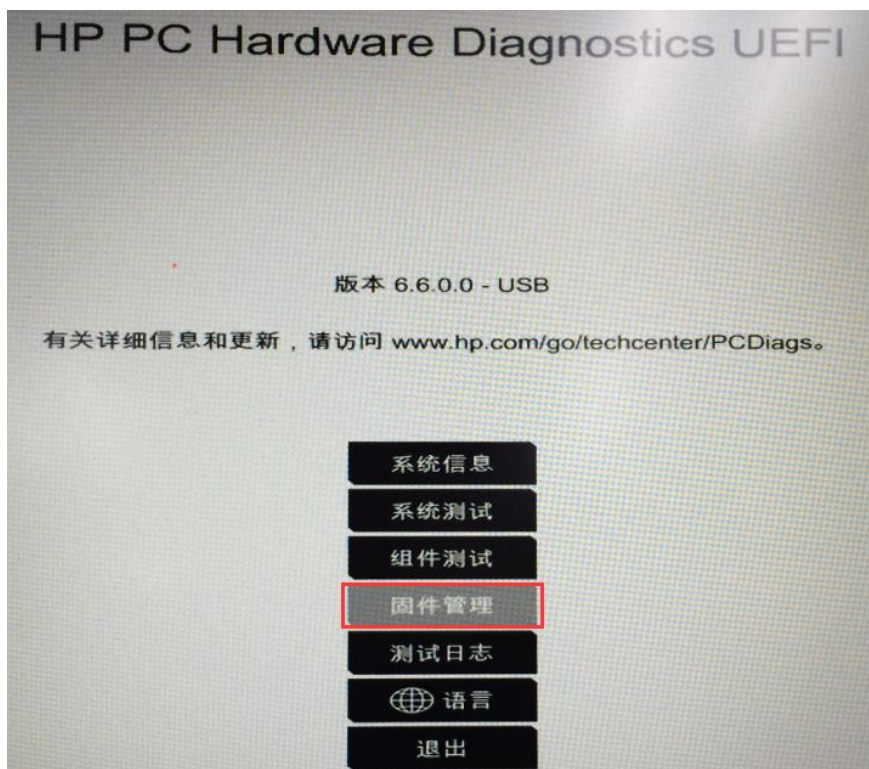 HP PC Hardware Diagnostics UEFI
版本 6.6.0.0 - USB
有关详细信息和更新，请访问 www.hp.com/go/techcenter/PCDiags。
系统信息
系统测试
组件测试
固件管理
测试日志
语言
退出